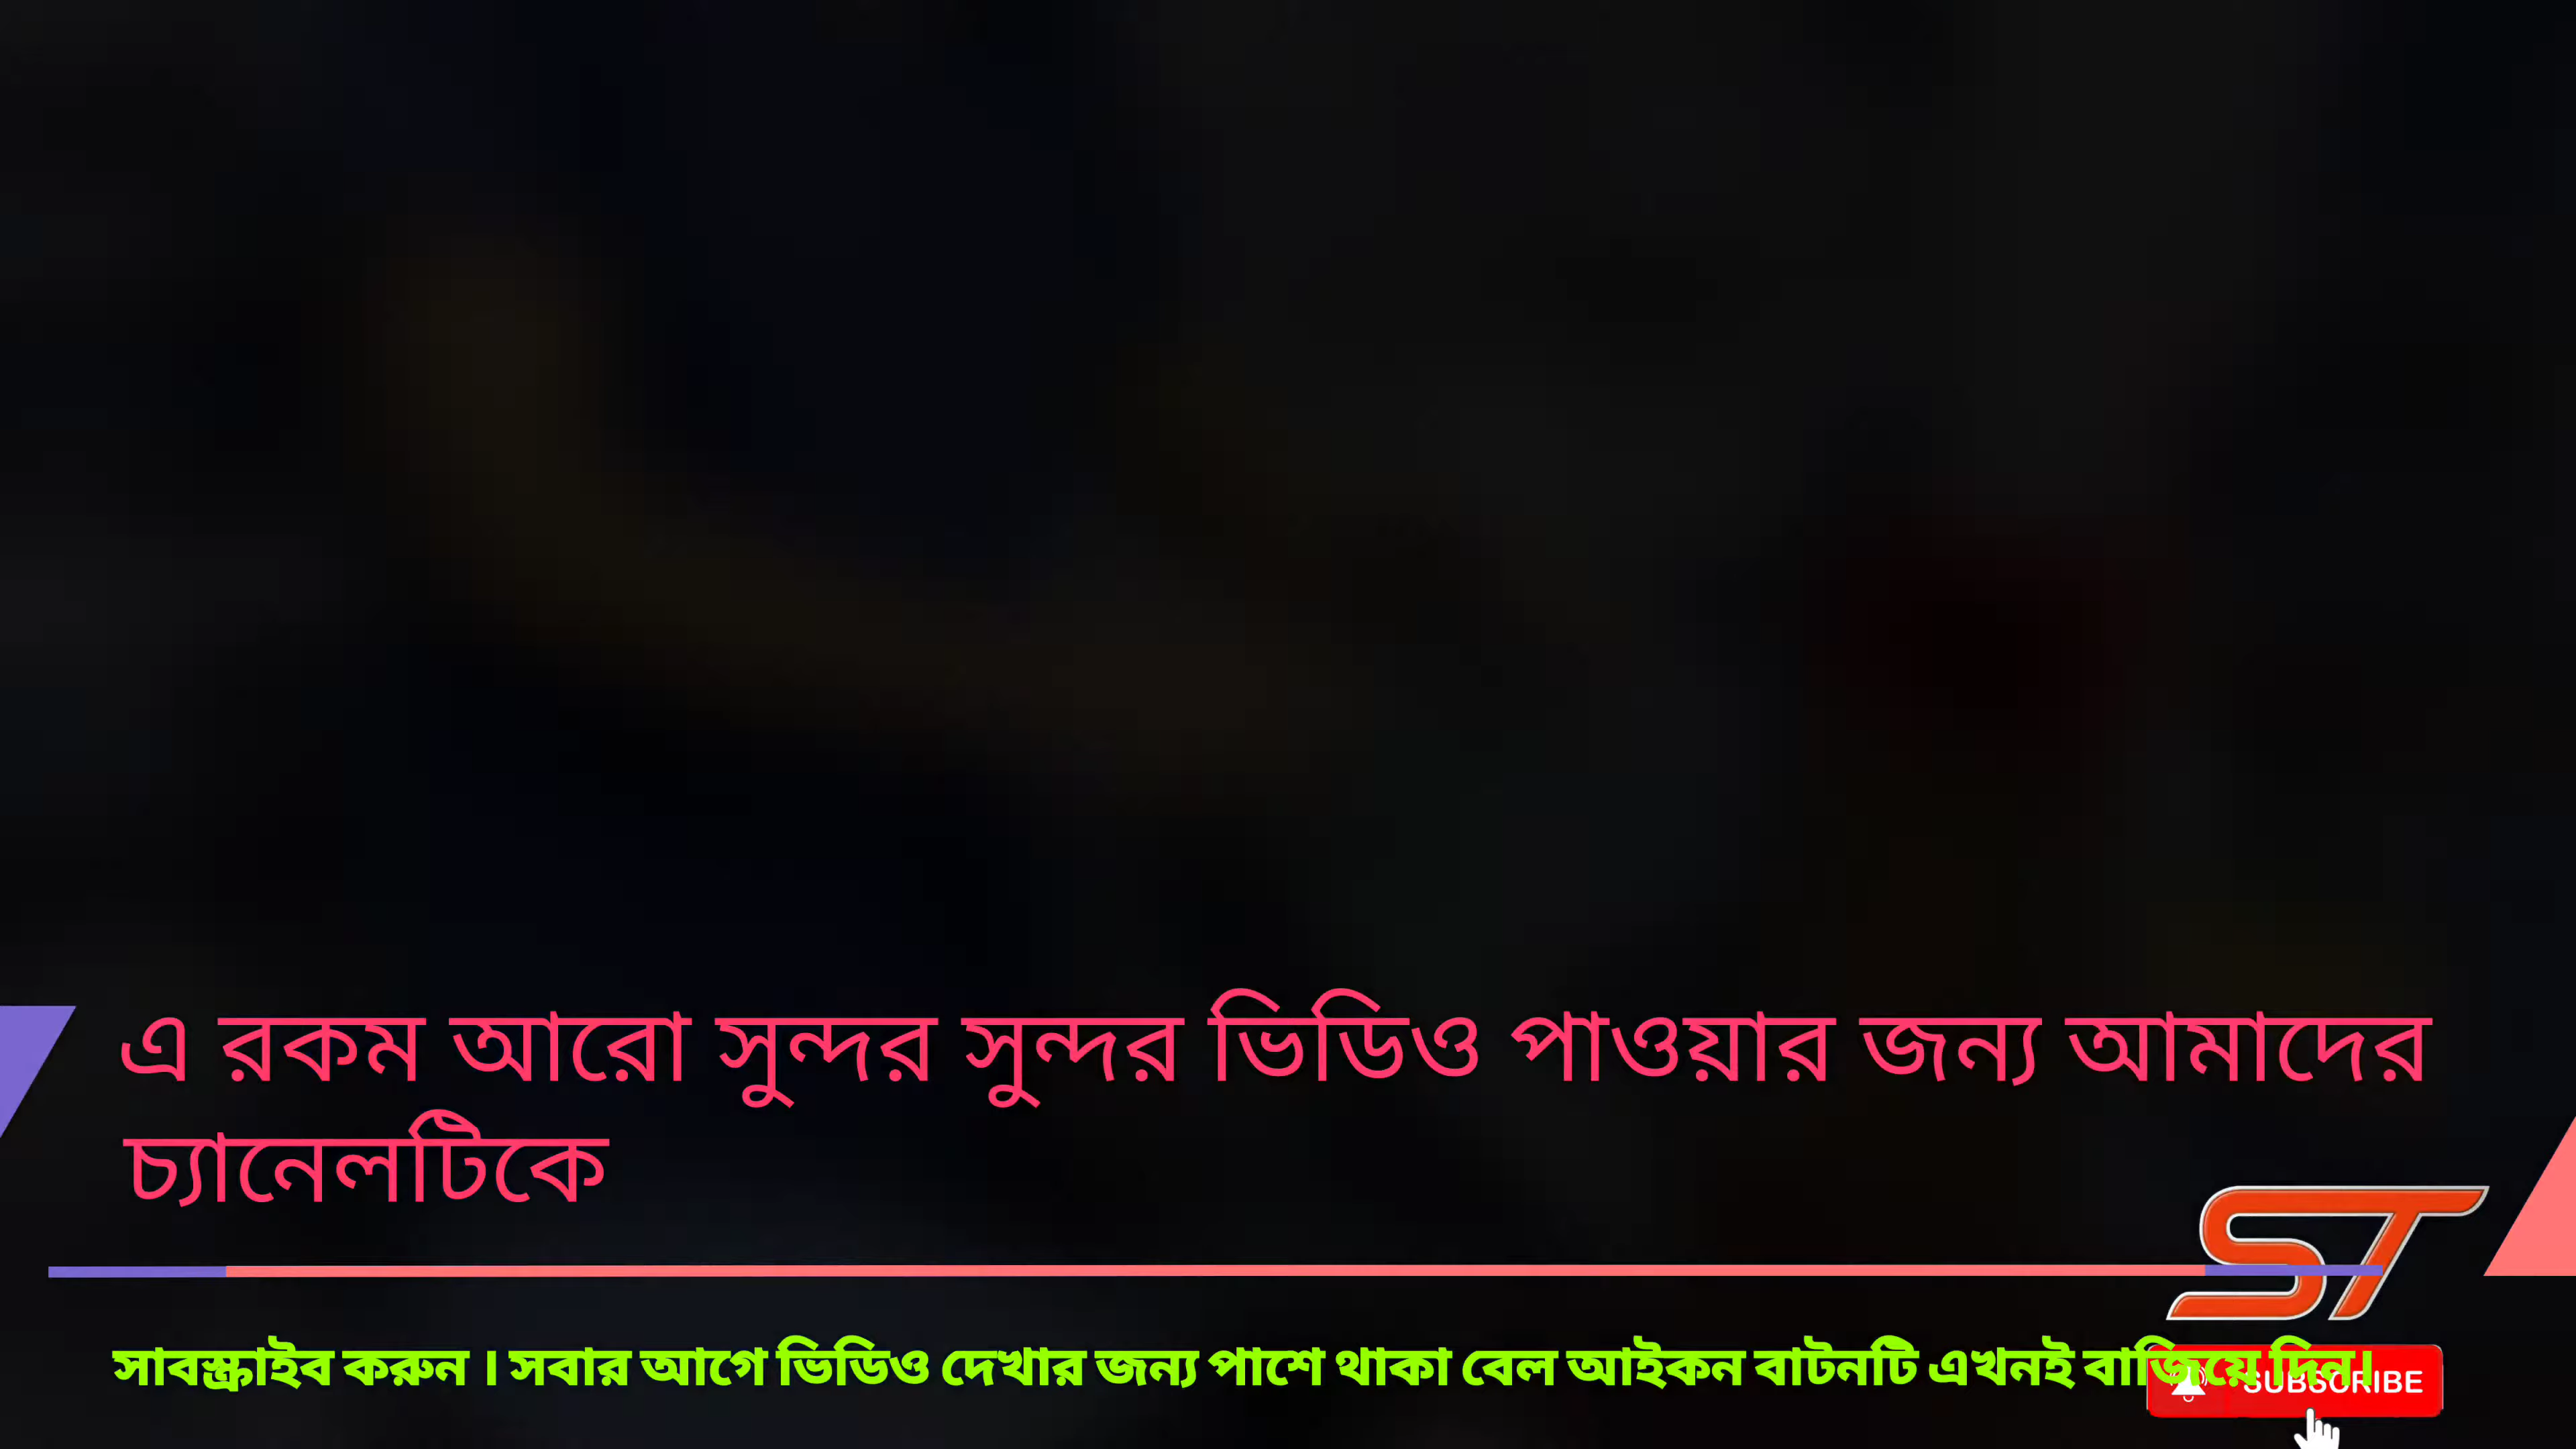 এ রকম আরো সুন্দর সুন্দর ভিডিও পাওয়ার জন্য আমাদের
চ্যানেলটিকে
ST
সাবস্ক্রাইব করুন । সবার আগে ভিডিও দেখার জন্য পাশে থাকা বেল আইকন বাটনটি এখনই বাজিয়ে দিন।
SUBSCRIBE